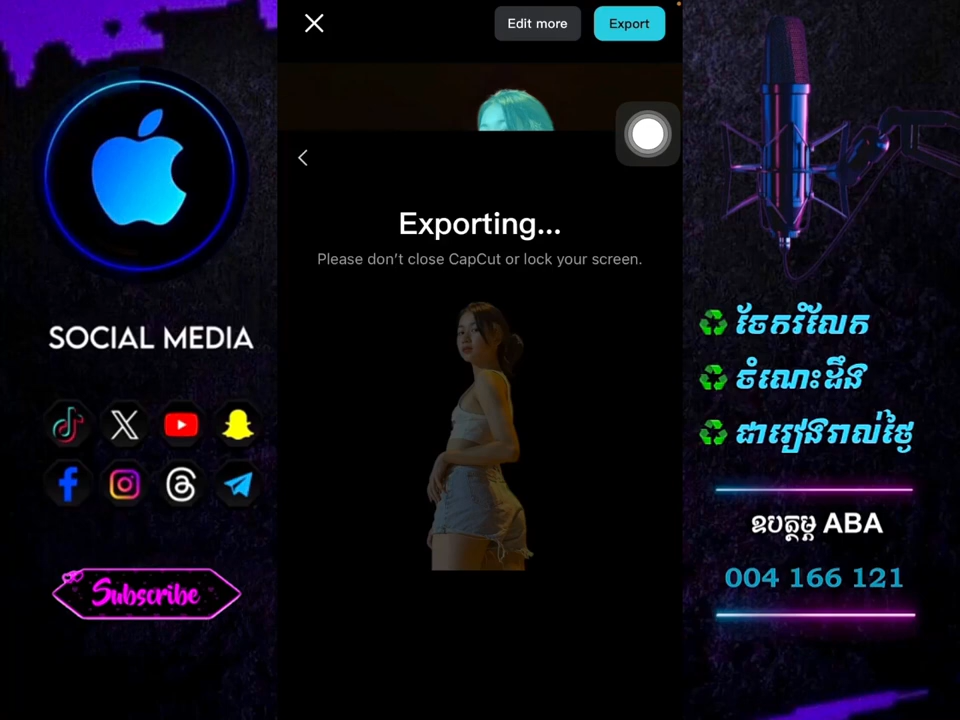 Edit more
Export
Exporting...
Please don't close CapCut or lock your screen.
SOCIAL MEDIA
Subscribe
ចែករំលែក
ចំណេះដឹង
ជារៀងរាល់ថ្ងៃ
ឧបត្ថម្ភ ABA
004 166 121